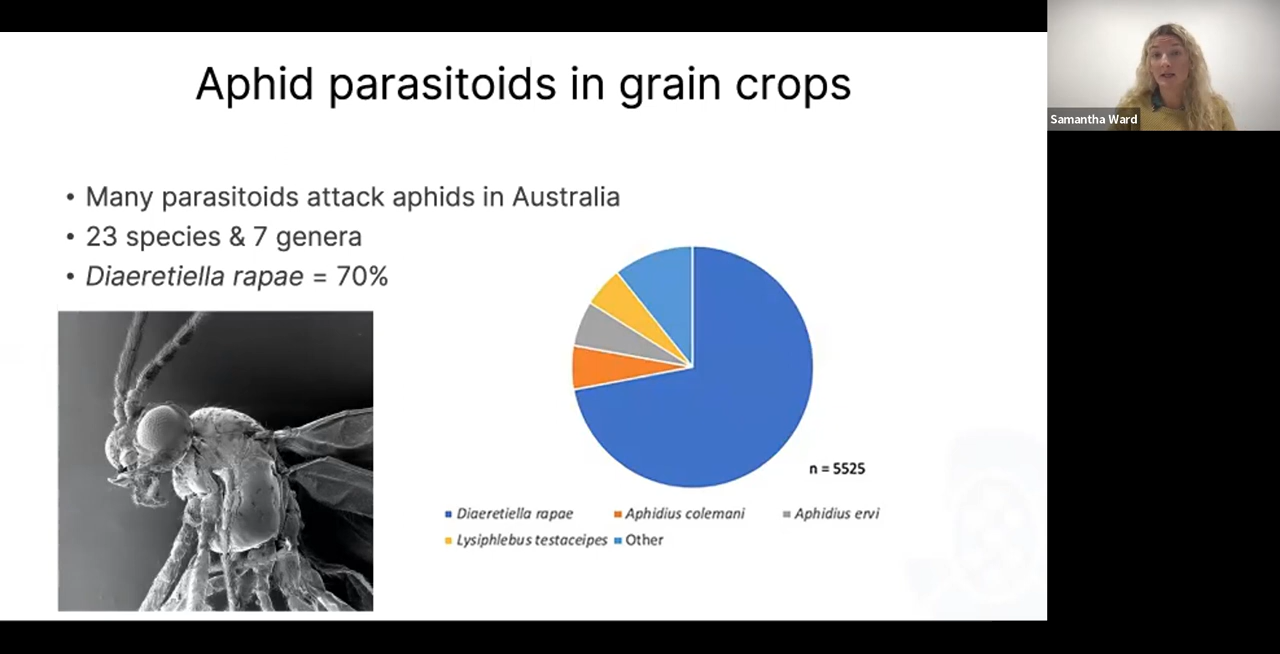 Aphid parasitoids in grain crops
Samantha Ward
• Many parasitoids attack aphids in Australia
• 23 species & 7 genera
• Diaeretiella rapae = 70%
n = 5525
Diaeretiella rapae Aphidius colemani Aphidius ervi
Lysiphlebus testaceipes Other